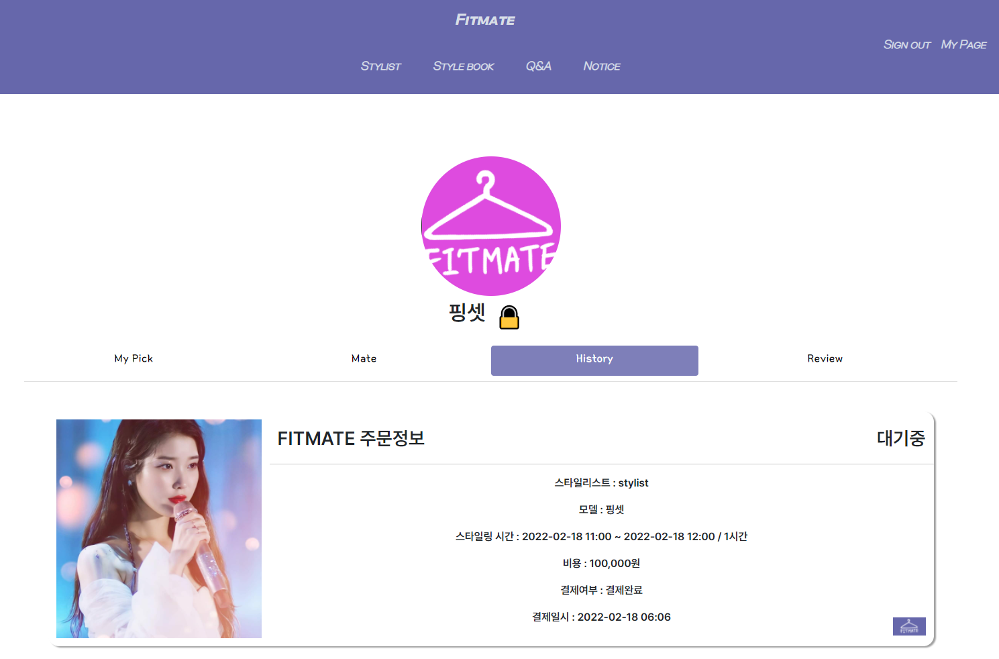 Fitmate
Sign out My Page
Stylist Style book Q&A Notice
FITMATE
핑셋
My Pick Mate History Review
FITMATE 주문정보 대기중
스타일리스트 : stylist
모델 : 핑셋
스타일링 시간 : 2022-02-18 11:00 ~ 2022-02-18 12:00 / 1시간
비용 : 100,000원
결제여부 : 결제완료
결제일시 : 2022-02-18 06:06
FITMATE